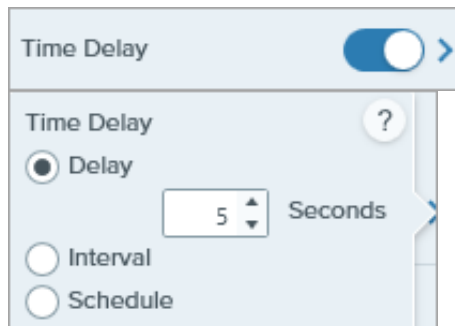 Time Delay
Time Delay ?
Delay
5 Seconds
Interval
Schedule